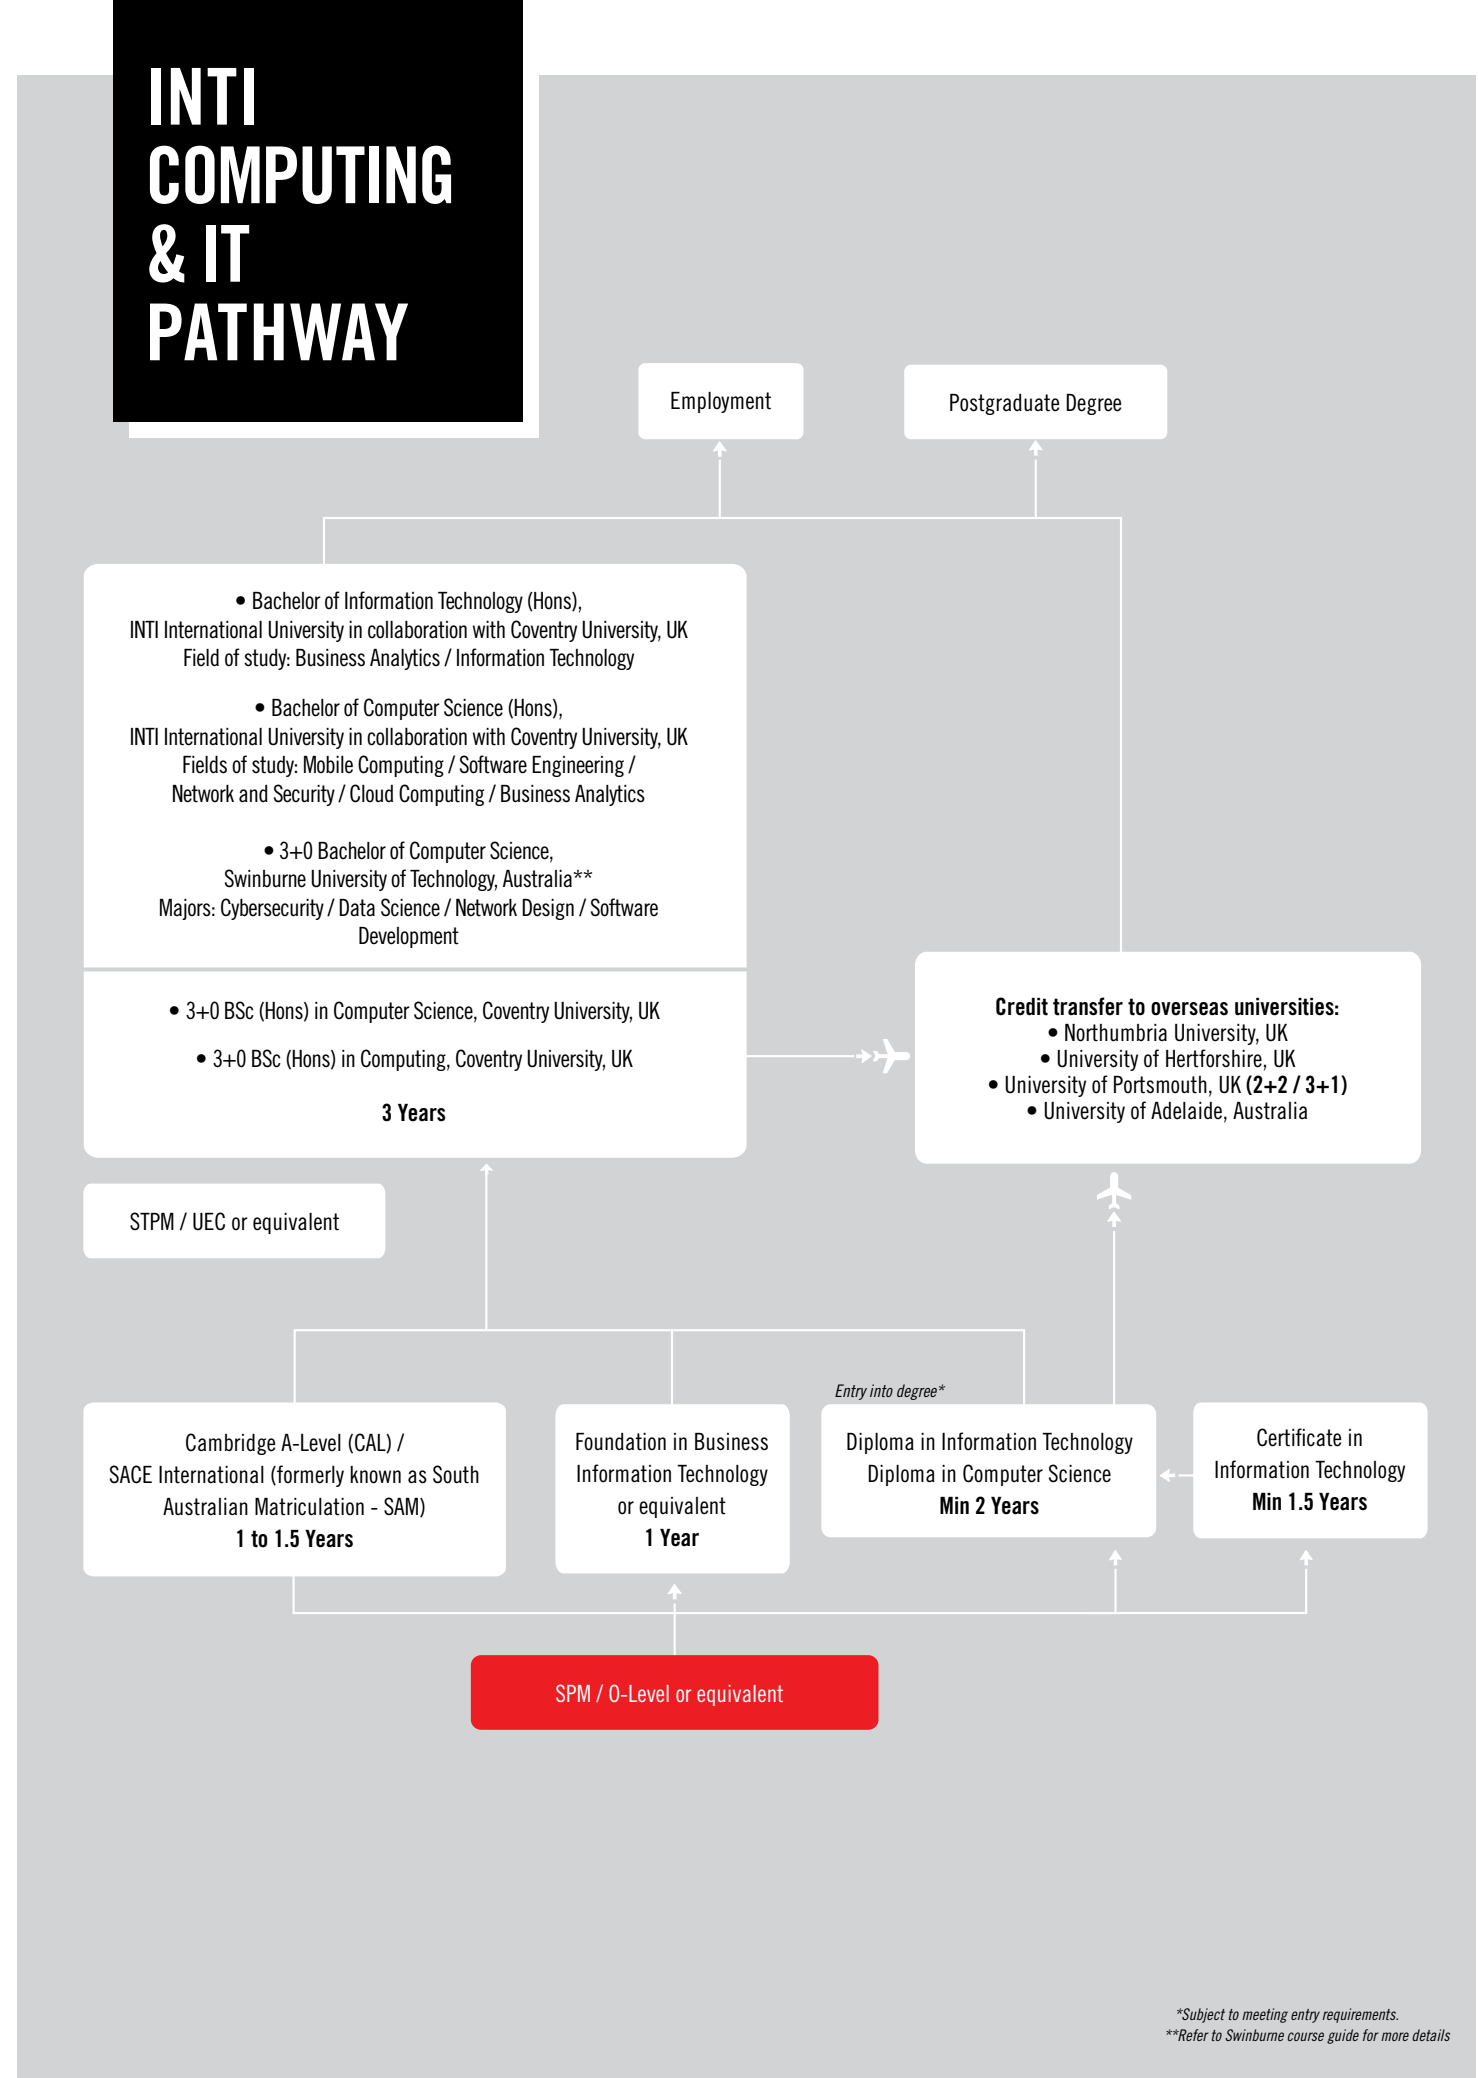 INTI
COMPUTING
& IT
PATHWAY
Employment
Postgraduate Degree
• Bachelor of Information Technology (Hons),
INTI International University in collaboration with Coventry University, UK
Field of study: Business Analytics / Information Technology
• Bachelor of Computer Science (Hons),
INTI International University in collaboration with Coventry University, UK
Fields of study: Mobile Computing / Software Engineering /
Network and Security / Cloud Computing / Business Analytics
• 3+0 Bachelor of Computer Science,
Swinburne University of Technology, Australia**
Majors: Cybersecurity / Data Science / Network Design / Software
Development
• 3+0 BSc (Hons) in Computer Science, Coventry University, UK
• 3+0 BSc (Hons) in Computing, Coventry University, UK
3 Years
Credit transfer to overseas universities:
• Northumbria University, UK
• University of Hertforshire, UK
• University of Portsmouth, UK (2+2 / 3+1)
• University of Adelaide, Australia
STPM / UEC or equivalent
Entry into degree*
Cambridge A-Level (CAL) /
SACE International (formerly known as South
Australian Matriculation - SAM)
1 to 1.5 Years
Foundation in Business
Information Technology
or equivalent
1 Year
Diploma in Information Technology
Diploma in Computer Science
Min 2 Years
Certificate in
Information Technology
Min 1.5 Years
SPM / O-Level or equivalent
*Subject to meeting entry requirements.
**Refer to Swinburne course guide for more details